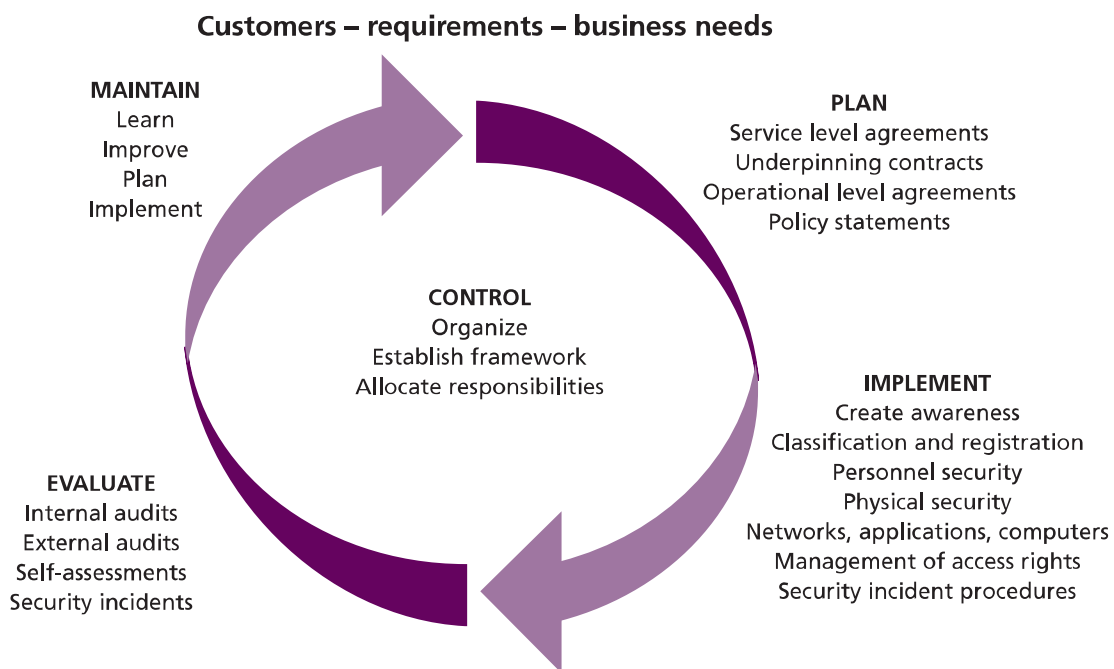 Customers – requirements – business needs
MAINTAIN
Learn
Improve
Plan
Implement
PLAN
Service level agreements
Underpinning contracts
Operational level agreements
Policy statements
CONTROL
Organize
Establish framework
Allocate responsibilities
EVALUATE
Internal audits
External audits
Self-assessments
Security incidents
IMPLEMENT
Create awareness
Classification and registration
Personnel security
Physical security
Networks, applications, computers
Management of access rights
Security incident procedures